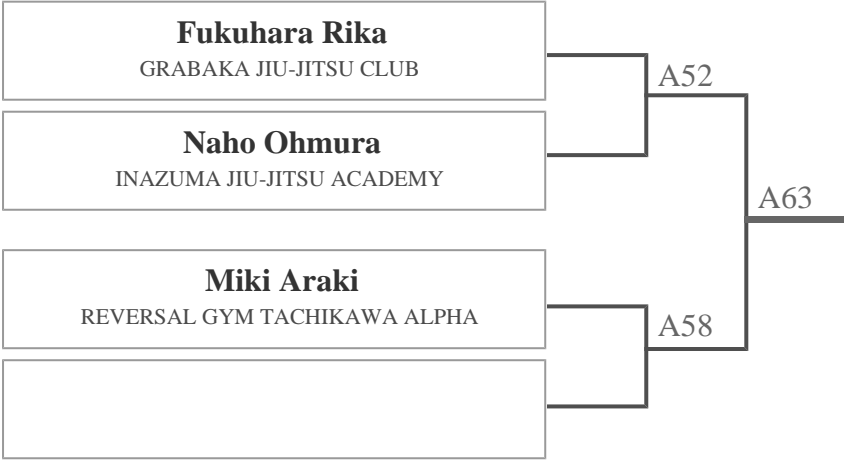 Fukuhara Rika
GRABAKA JIU-JITSU CLUB
A52
Naho Ohmura
INAZUMA JIU-JITSU ACADEMY
A63
Miki Araki
REVERSAL GYM TACHIKAWA ALPHA
A58